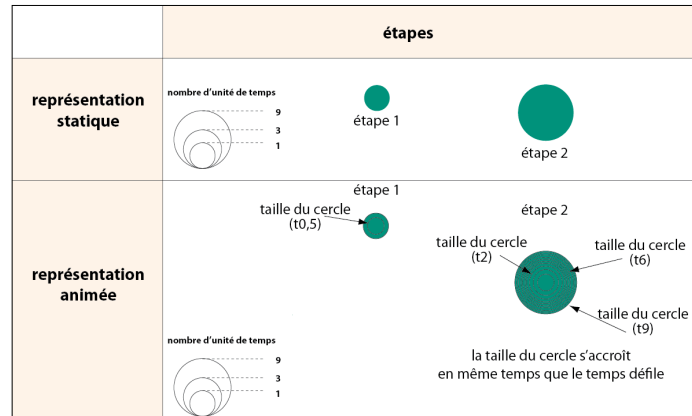 étapes
représentation
statique
nombre d'unité de temps
9
3
1
étape 1
étape 2
représentation
animée
étape 1
taille du cercle
(t0,5)
étape 2
taille du cercle
(t2)
taille du cercle
(t6)
taille du cercle
(t9)
nombre d'unité de temps
9
3
1
la taille du cercle s'accroît
en même temps que le temps défile